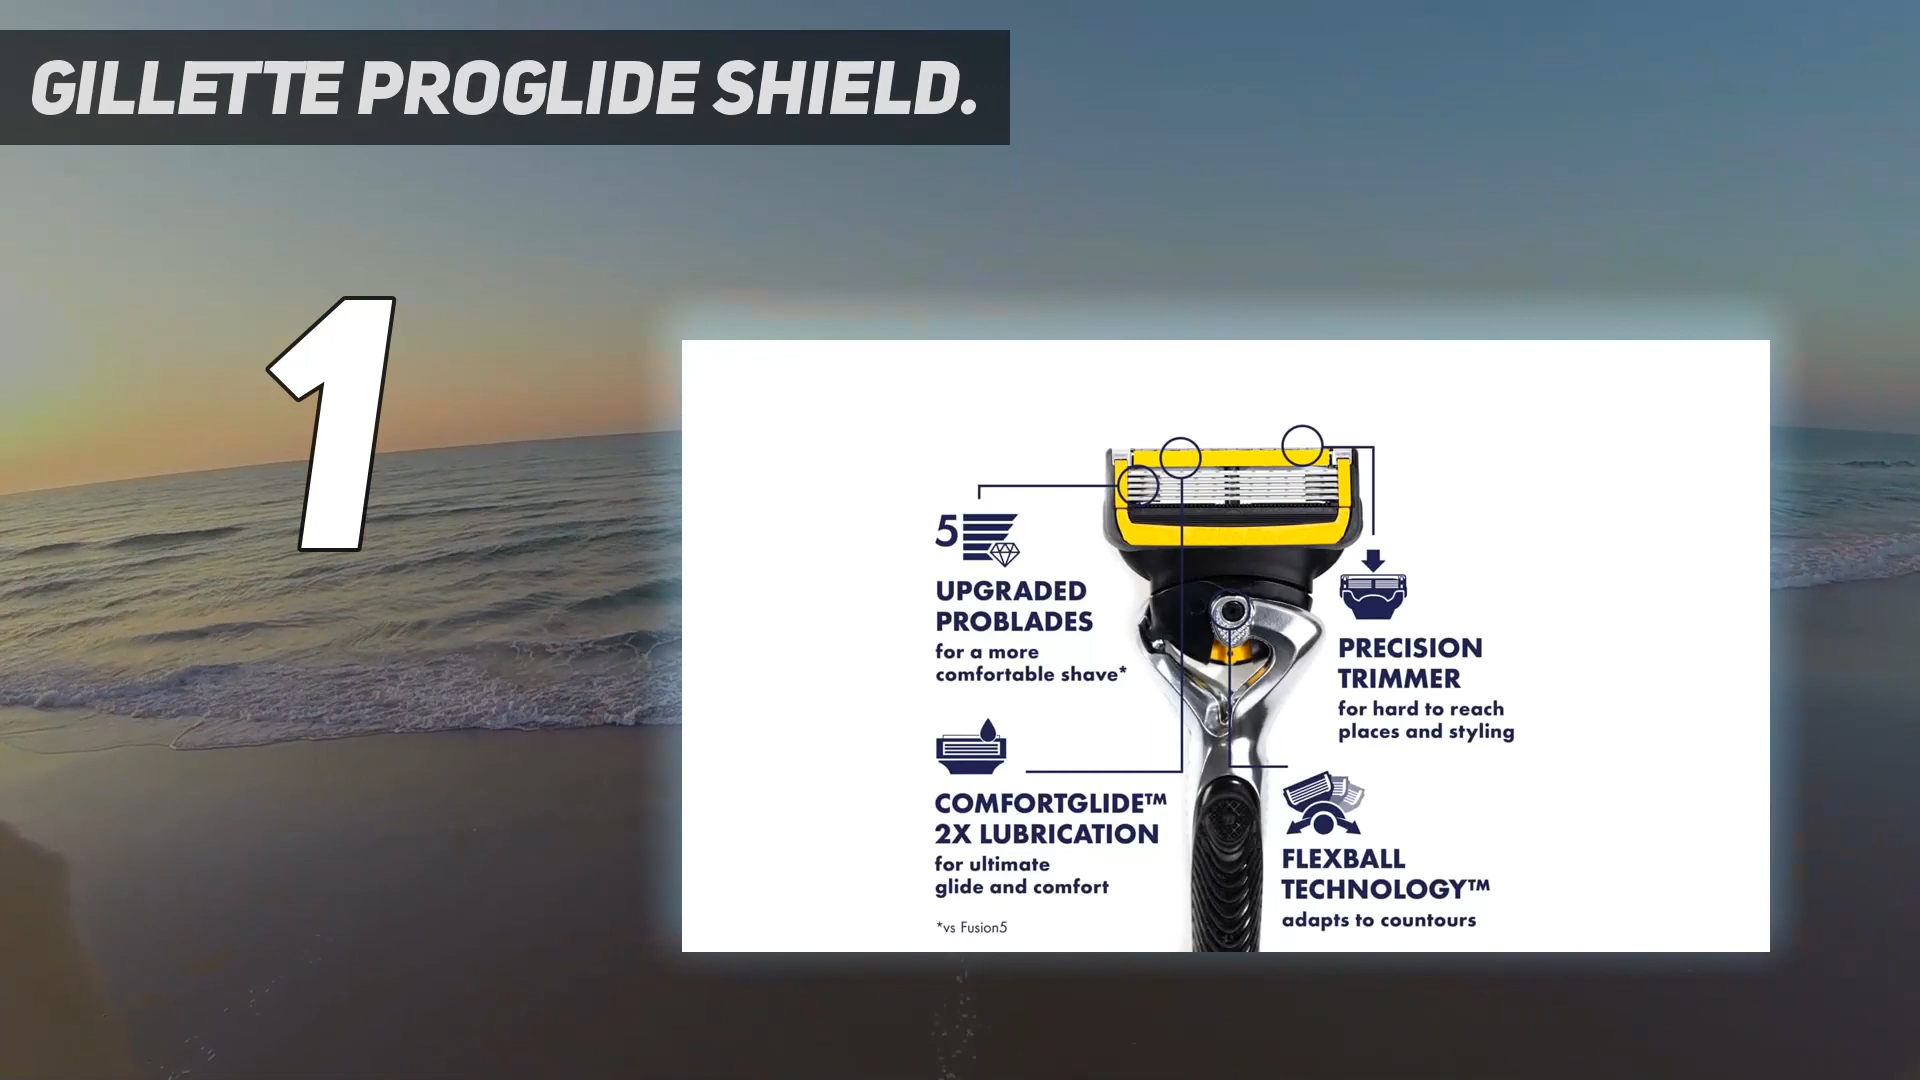 GILLETTE PROGLIDE SHIELD.
1
5
UPGRADED
PROBLADES
for a more
comfortable shave*
COMFORTGLIDE™
2X LUBRICATION
for ultimate
glide and comfort
*vs Fusion5
PRECISION
TRIMMER
for hard to reach
places and styling
FLEXBALL
TECHNOLOGY™
adapts to countours